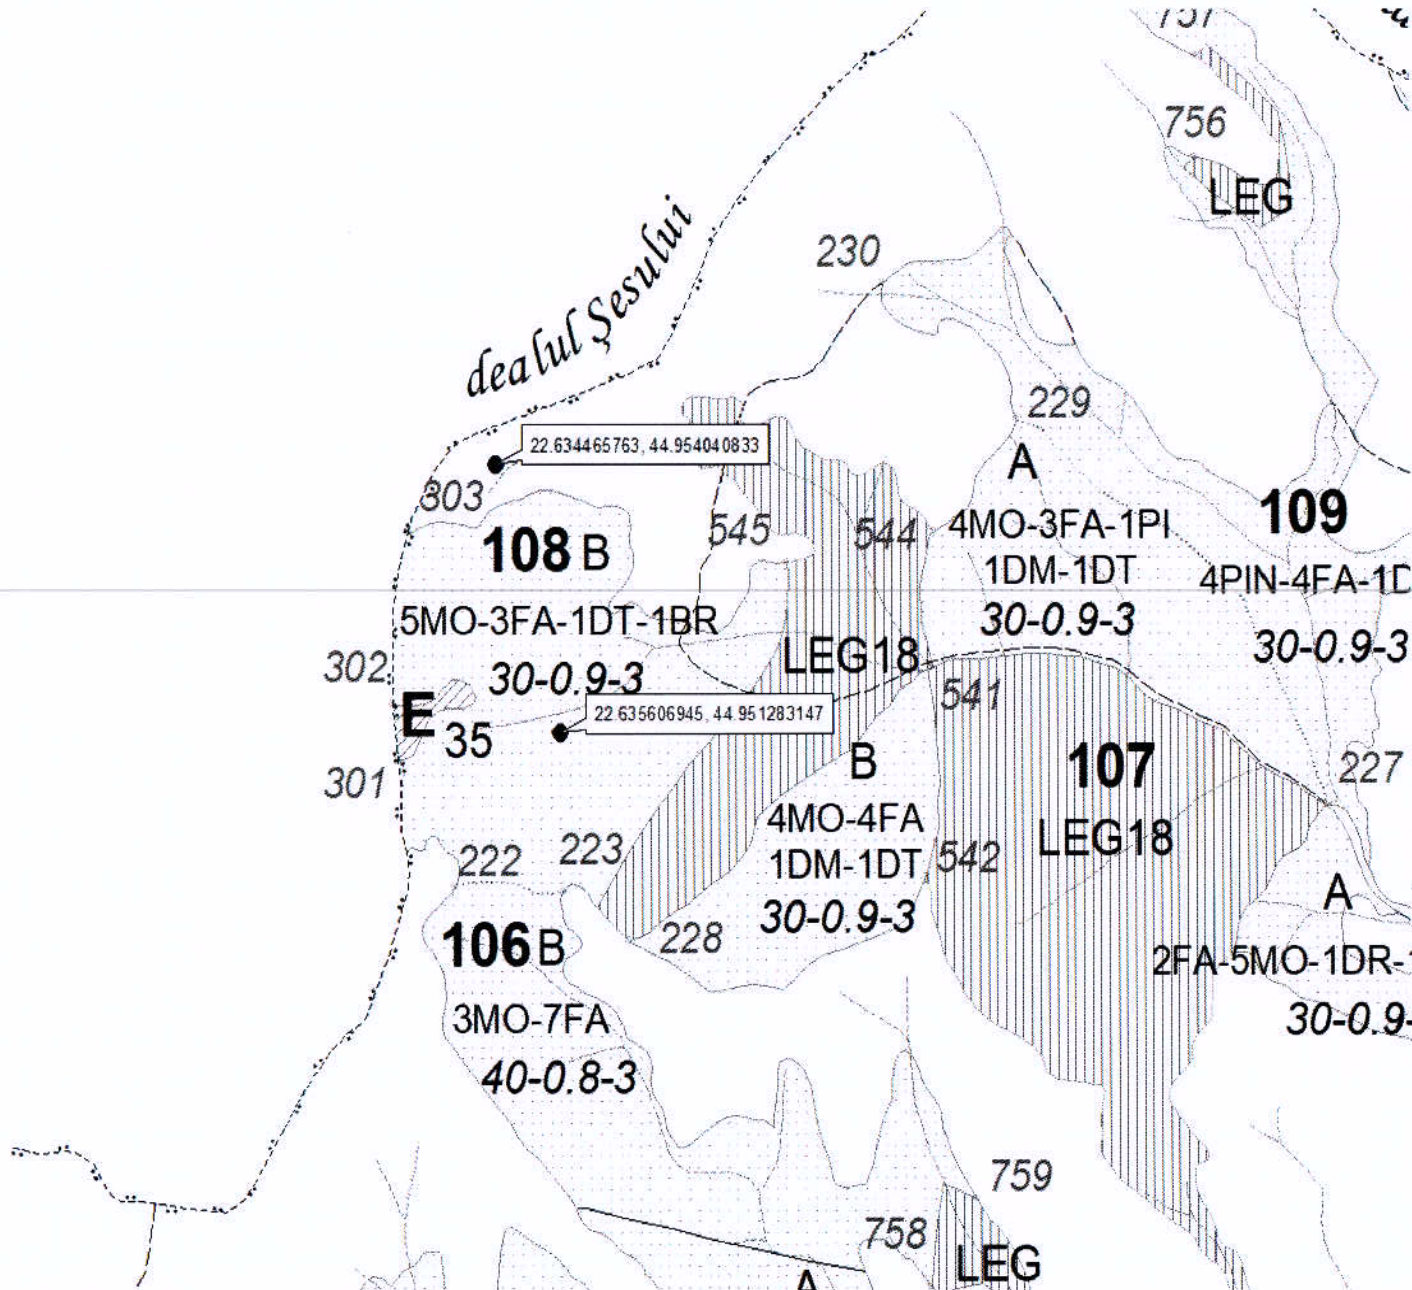 757
756
LEG
dealul Şesului
230
229
22.634465763, 44.954040833
A
303
109
108 B
545
544
4MO-3FA-1PI
1DM-1DT
4PIN-4FA-1D
5MO-3FA-1DT-1BR
30-0.9-3
30-0.9-3
LEG18
302
30-0.9-3
541
E 35
22.635606945, 44.951283147
107
B
301
227
4MO-4FA
LEG18
222
223
1DM-1DT
542
A
30-0.9-3
106 B
228
2FA-5MO-1DR-1
3MO-7FA
30-0.9-
40-0.8-3
759
758
LEG
A